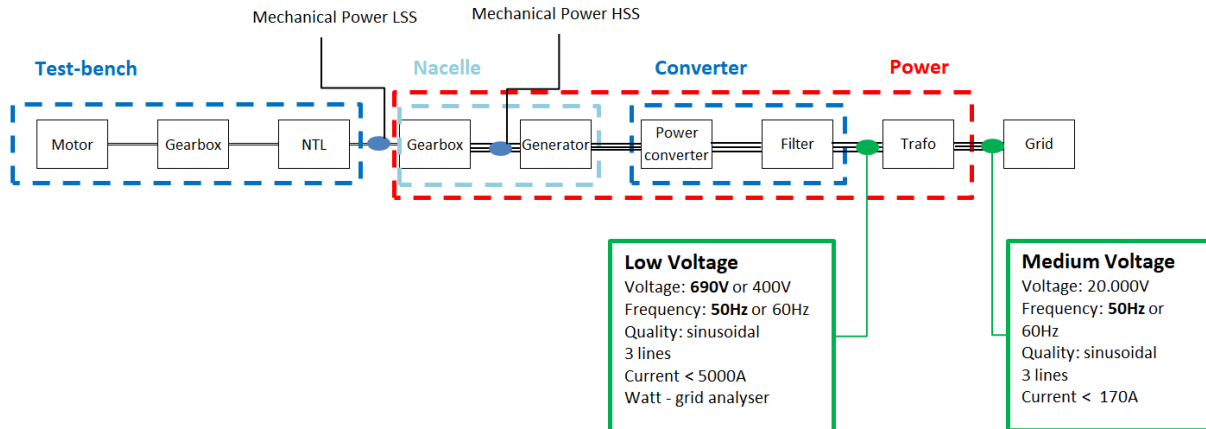 Mechanical Power LSS
Mechanical Power HSS
Test-bench
Nacelle
Converter
Power
Motor
Gearbox
NTL
Gearbox
Generator
Power
converter
Filter
Trafo
Grid
Low Voltage
Voltage: 690V or 400V
Frequency: 50Hz or 60Hz
Quality: sinusoidal
3 lines
Current < 5000A
Watt - grid analyser
Medium Voltage
Voltage: 20.000V
Frequency: 50Hz or
60Hz
Quality: sinusoidal
3 lines
Current < 170A